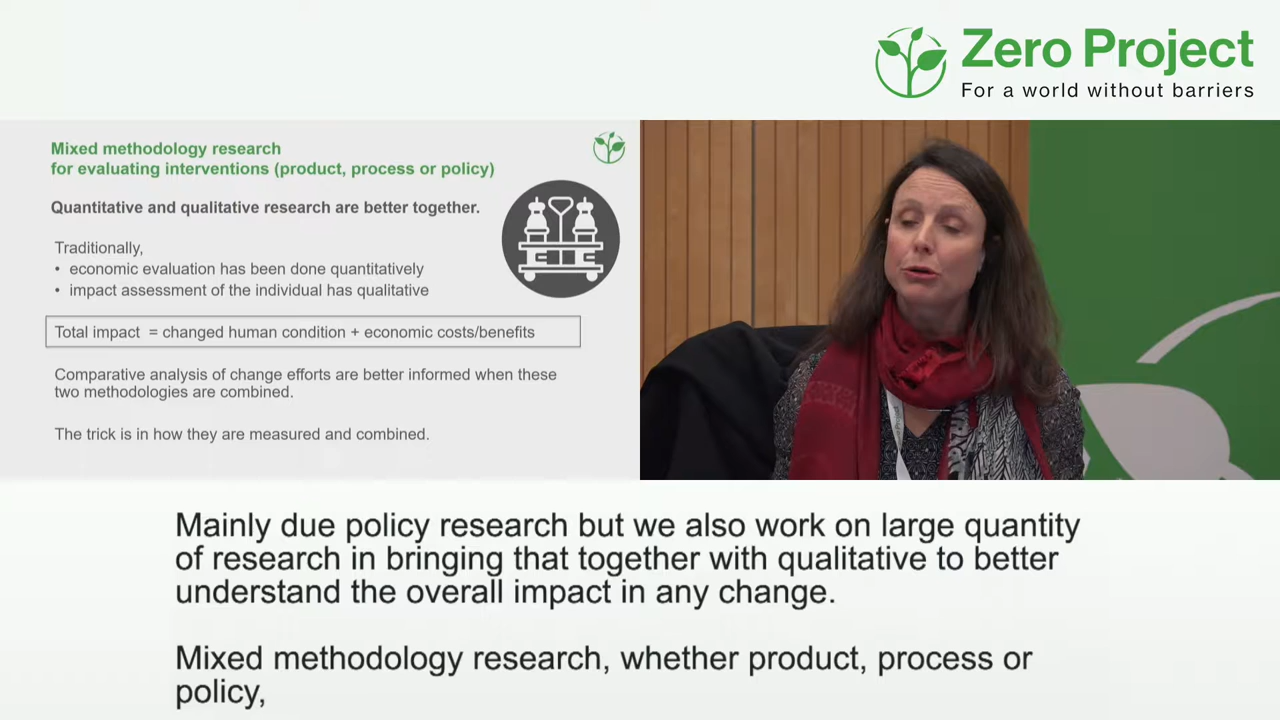 Zero Project
For a world without barriers
Mixed methodology research
for evaluating interventions (product, process or policy)
Quantitative and qualitative research are better together.
Traditionally,
• economic evaluation has been done quantitatively
• impact assessment of the individual has qualitative
Total impact = changed human condition + economic costs/benefits
Comparative analysis of change efforts are better informed when these
two methodologies are combined.
The trick is in how they are measured and combined.
Mainly due policy research but we also work on large quantity
of research in bringing that together with qualitative to better
understand the overall impact in any change.
Mixed methodology research, whether product, process or
policy,